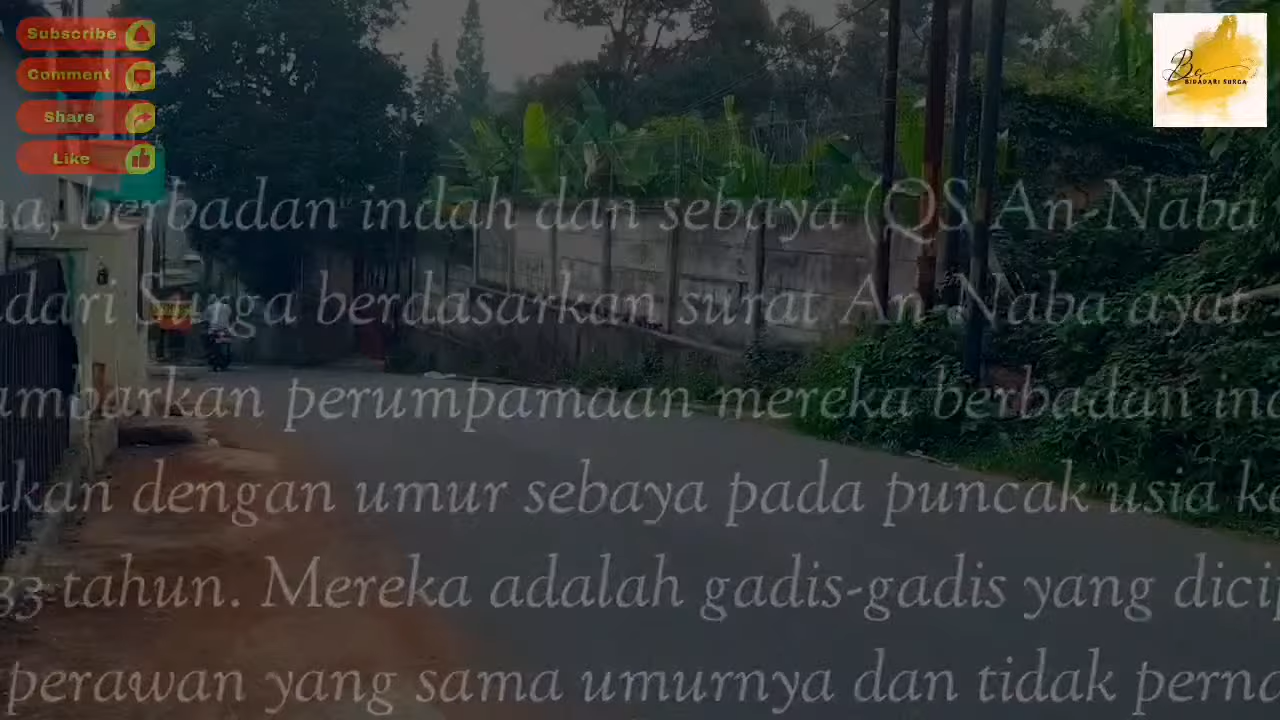 Subscribe
Comment
Share
Like
Bs
BIDADARI SURGA
berbadan indah dan sebaya (QS An-Naba
Surga berdasarkan surat An-Naba ayat
perumpamaan mereka berbadan
dengan umur sebaya pada puncak usia
33 tahun. Mereka adalah gadis-gadis yang
perawan yang sama umurnya dan tidak